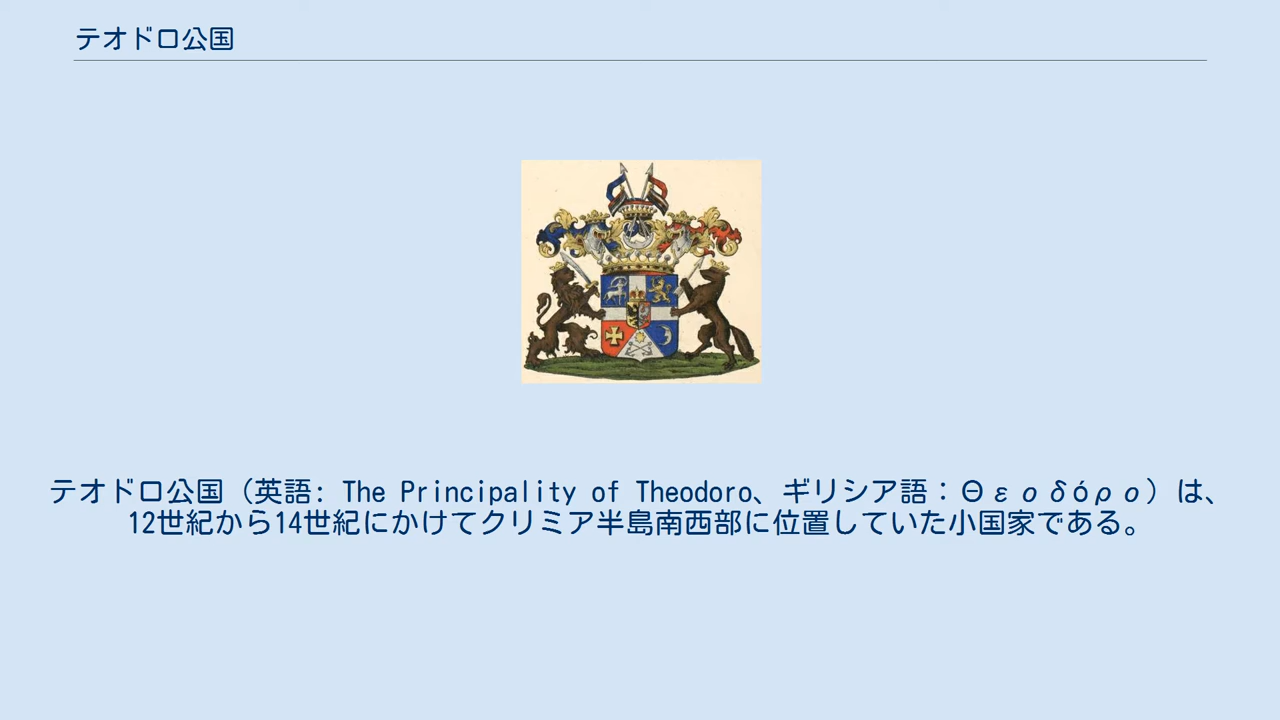 テオドロ公国
テオドロ公国（英語: The Principality of Theodoro、ギリシア語：Θεοδόρο）は、
12世紀から14世紀にかけてクリミア半島南西部に位置していた小国家である。